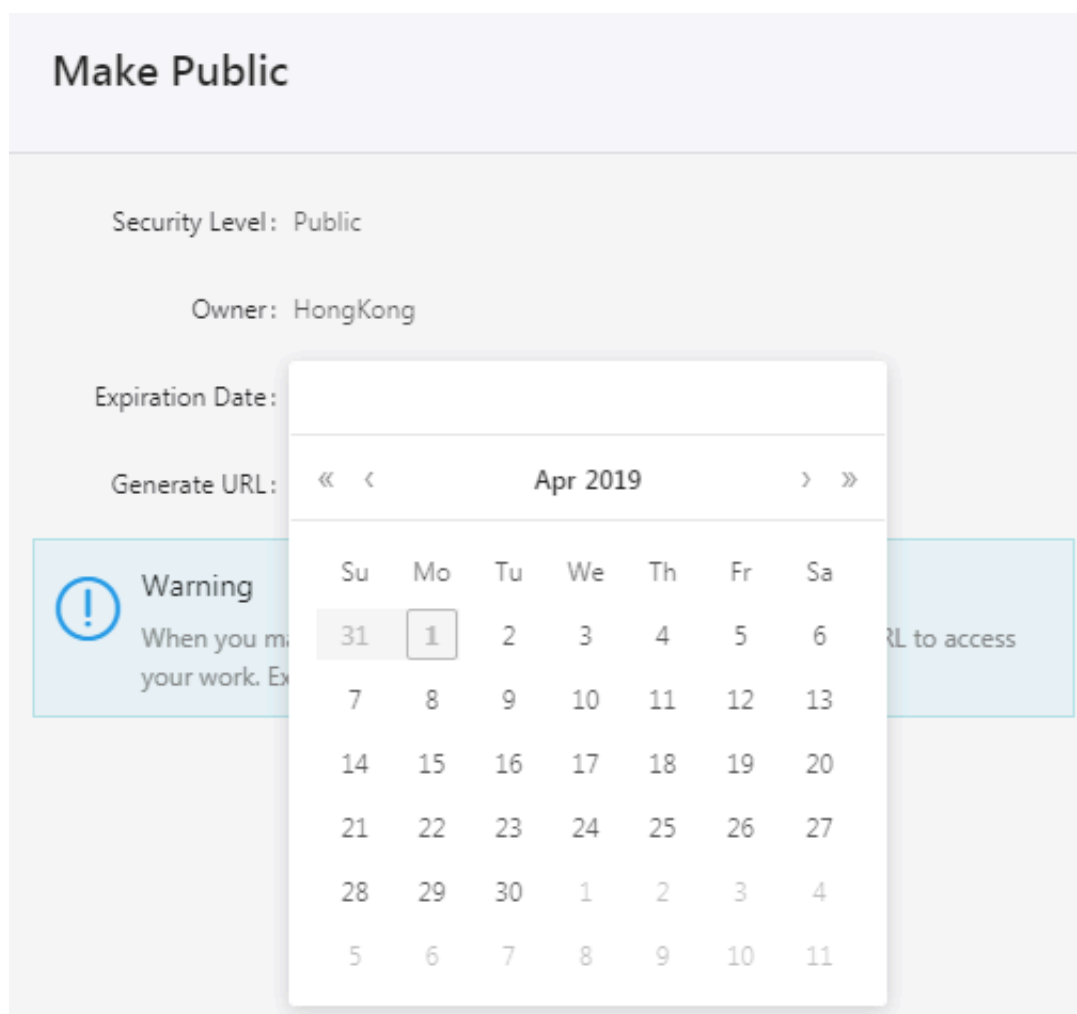 Make Public
Security Level: Public
Owner: HongKong
Expiration Date:
Generate URL:
« ‹ Apr 2019 › »
Su Mo Tu We Th Fr Sa
31 1 2 3 4 5 6
7 8 9 10 11 12 13
14 15 16 17 18 19 20
21 22 23 24 25 26 27
28 29 30 1 2 3 4
5 6 7 8 9 10 11
Warning
When you to access
your work.